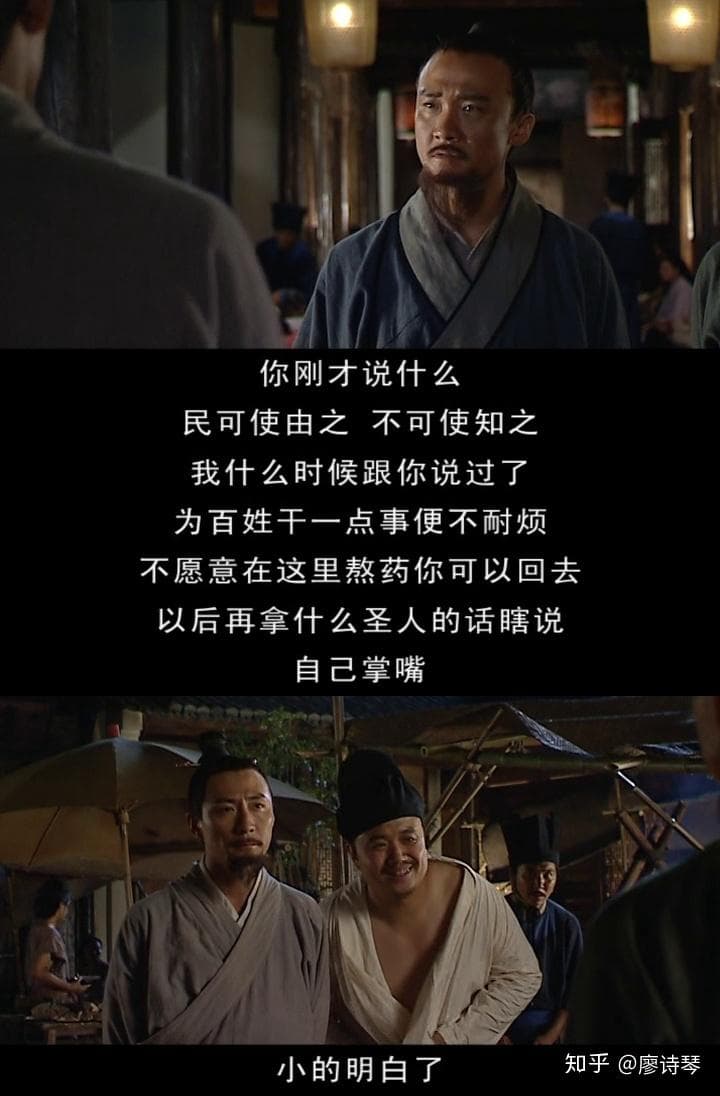 你刚才说什么
民可使由之 不可使知之
我什么时候跟你说过了
为百姓干一点事便不耐烦
不愿意在这里熬药你可以回去
以后再拿什么圣人的话瞎说
自己掌嘴
小的明白了
知乎 @廖诗琴